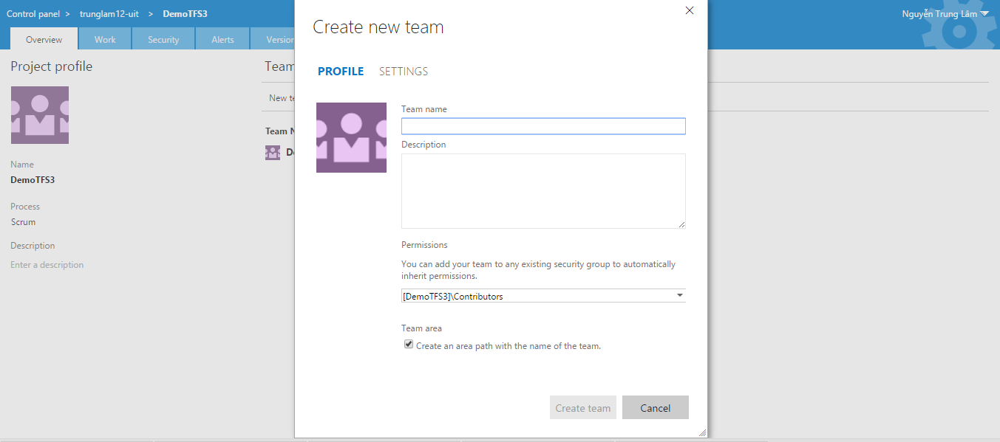 Control panel > trunglam12-uit > DemoTFS3
Nguyễn Trung Lâm
Overview
Work
Security
Alerts
Version
Project profile
Name
DemoTFS3
Process
Scrum
Description
Enter a description
Team
New te
Team N
De
Create new team
PROFILE
SETTINGS
Team name
Description
Permissions
You can add your team to any existing security group to automatically
inherit permissions.
[DemoTFS3]\Contributors
Team area
Create an area path with the name of the team.
Create team
Cancel